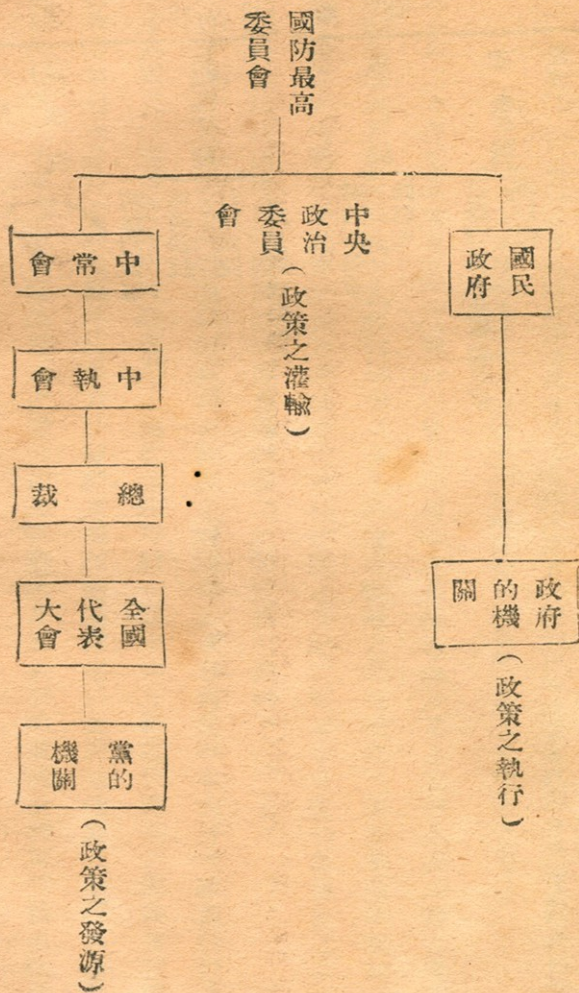 國防最高
委員會
國民
政府
政府
的機
關
(政策之執行)
中央
政治
委員
會
(政策之灌輸)
中常會
中執會
總裁
全國
代表
大會
黨的
機關
(政策之發源)